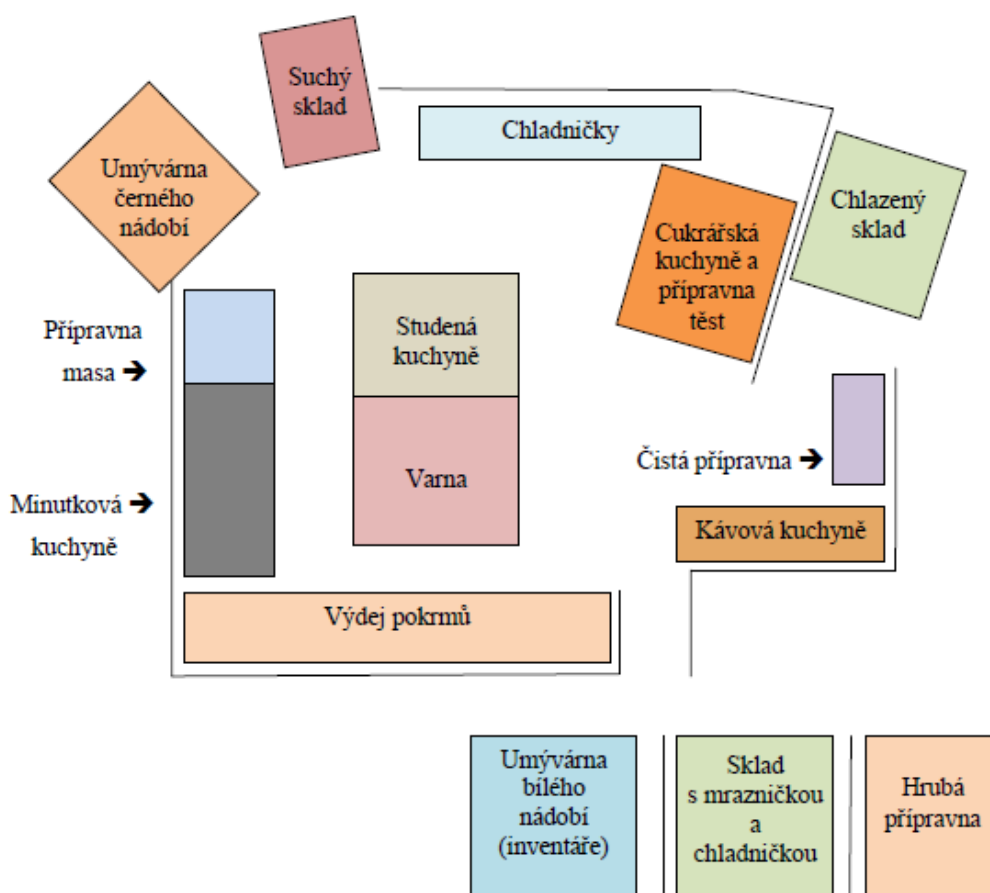 Suchý
sklad
Chladničky
Umývárna
černého
nádobí
Cukrářská
kuchyně a
přípravna
těst
Chlazený
sklad
Přípravna
masa ➔
Studená
kuchyně
Varna
Čistá přípravna ➔
Minutková ➔
kuchyně
Kávová kuchyně
Výdej pokrmů
Umývárna
bílého
nádobí
(inventáře)
Sklad
s mrazničkou
a
chladničkou
Hrubá
přípravna